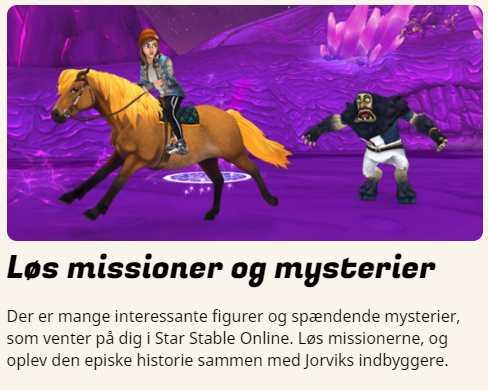 Løs missioner og mysterier
Der er mange interessante figurer og spændende mysterier,
som venter på dig i Star Stable Online. Løs missionerne, og
oplev den episke historie sammen med Jorviks indbyggere.